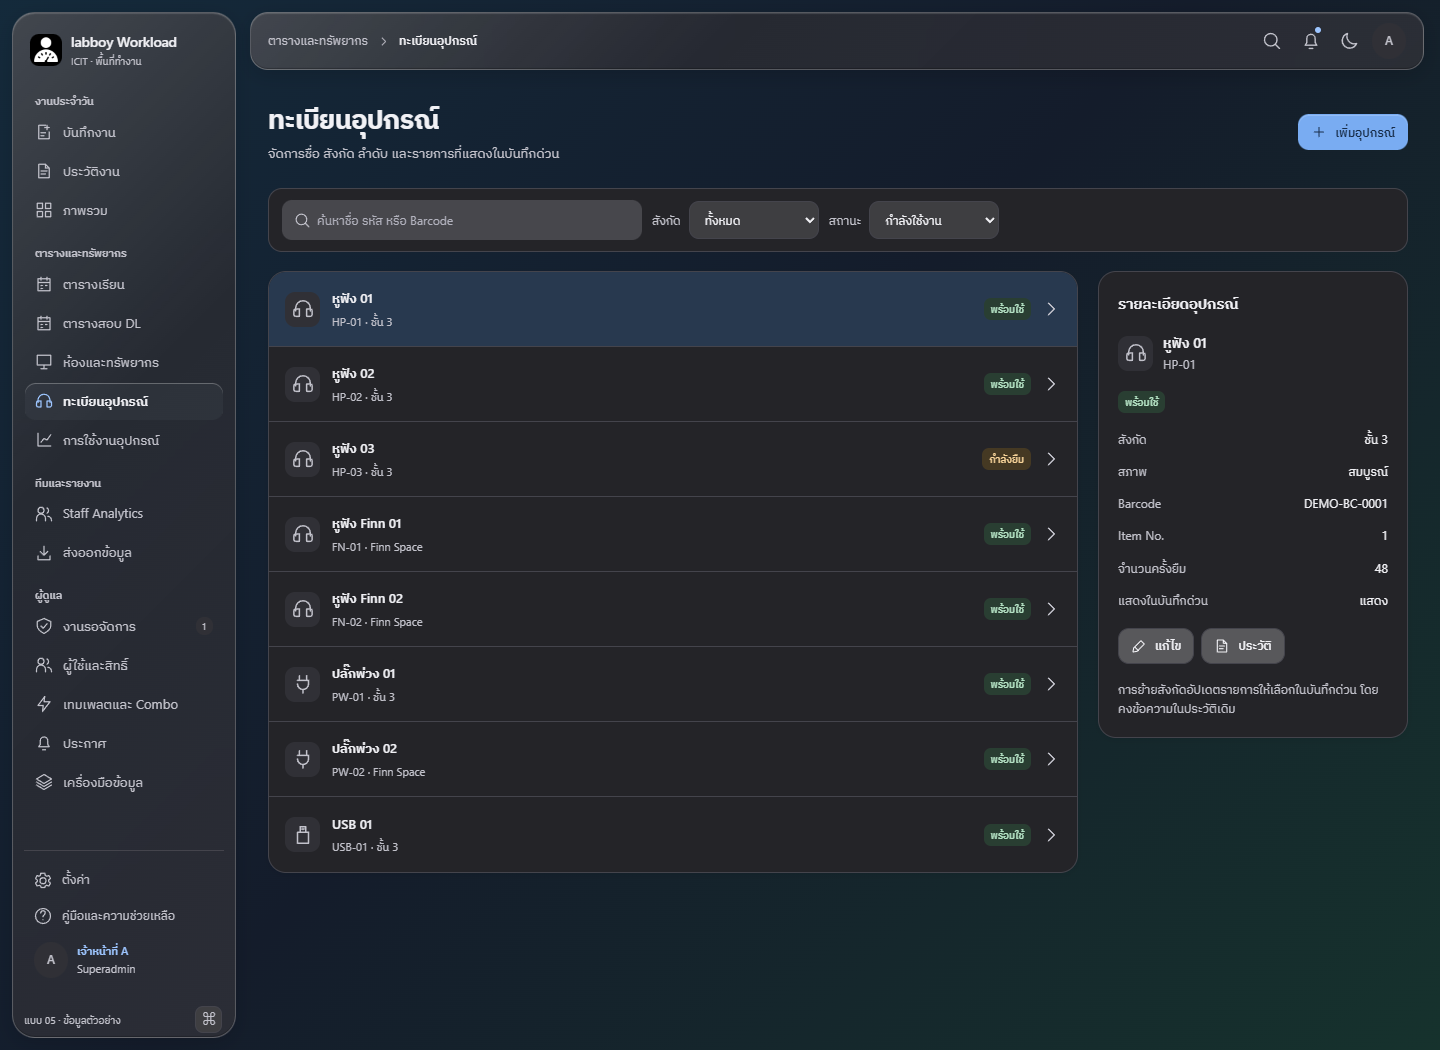 labboy Workload
ICIT · พื้นที่ทำงาน
งานประจำวัน
บันทึกงาน
ประวัติงาน
ภาพรวม
ตารางและทรัพยากร
ตารางเรียน
ตารางสอบ DL
ห้องและทรัพยากร
ทะเบียนอุปกรณ์
การใช้งานอุปกรณ์
ทีมและรายงาน
Staff Analytics
ส่งออกข้อมูล
ผู้ดูแล
งานรอจัดการ 1
ผู้ใช้และสิทธิ์
เทมเพลตและ Combo
ประกาศ
เครื่องมือข้อมูล
ตั้งค่า
คู่มือและความช่วยเหลือ
A
เจ้าหน้าที่ A
Superadmin
แบบ 05 · ข้อมูลตัวอย่าง
ตารางและทรัพยากร ทะเบียนอุปกรณ์
A
ทะเบียนอุปกรณ์
จัดการชื่อ สังกัด ลำดับ และรายการที่แสดงในบันทึกด่วน
เพิ่มอุปกรณ์
ค้นหาชื่อ รหัส หรือ Barcode สังกัด ทั้งหมด สถานะ กำลังใช้งาน
หูฟัง 01
HP-01 · ชั้น 3
พร้อมใช้
หูฟัง 02
HP-02 · ชั้น 3
พร้อมใช้
หูฟัง 03
HP-03 · ชั้น 3
กำลังยืม
หูฟัง Finn 01
FN-01 · Finn Space
พร้อมใช้
หูฟัง Finn 02
FN-02 · Finn Space
พร้อมใช้
ปลั๊กพ่วง 01
PW-01 · ชั้น 3
พร้อมใช้
ปลั๊กพ่วง 02
PW-02 · Finn Space
พร้อมใช้
USB 01
USB-01 · ชั้น 3
พร้อมใช้
รายละเอียดอุปกรณ์
หูฟัง 01
HP-01
พร้อมใช้
สังกัด ชั้น 3
สภาพ สมบูรณ์
Barcode DEMO-BC-0001
Item No. 1
จำนวนครั้งยืม 48
แสดงในบันทึกด่วน แสดง
แก้ไข ประวัติ
การย้ายสังกัดอัปเดตรายการให้เลือกในบันทึกด่วน โดย
คงข้อความในประวัติเดิม